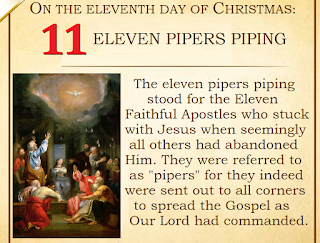 ON THE ELEVENTH DAY OF CHRISTMAS:
11 ELEVEN PIPERS PIPING
The eleven pipers piping
stood for the Eleven
Faithful Apostles who stuck
with Jesus when seemingly
all others had abandoned
Him. They were referred to
as "pipers" for they indeed
were sent out to all corners
to spread the Gospel as
Our Lord had commanded.